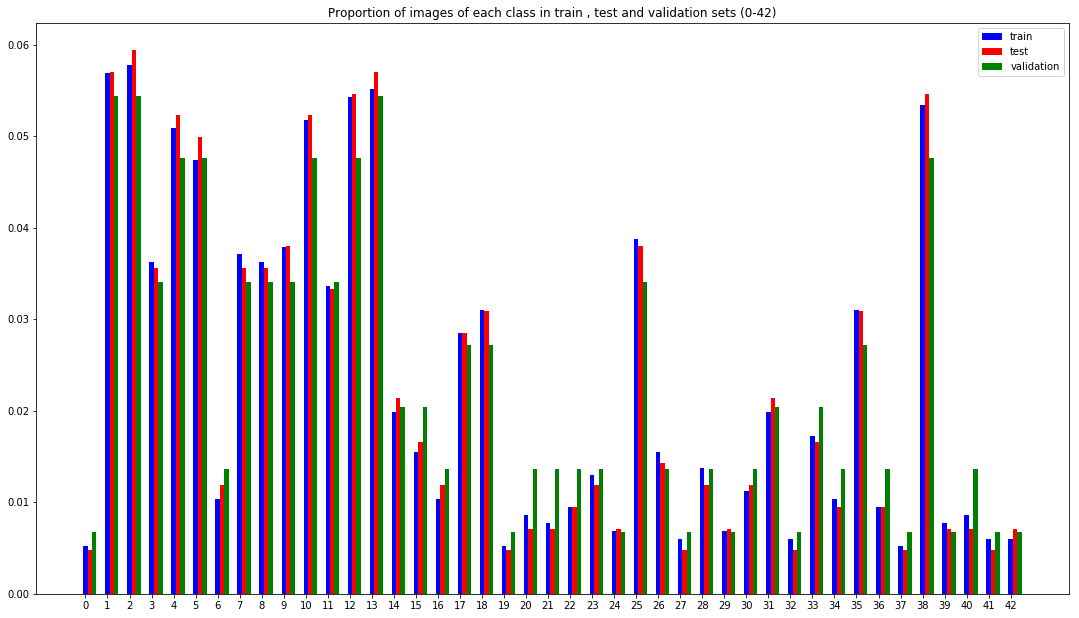 Proportion of images of each class in train , test and validation sets (0-42)
train
test
validation
0.06
0.05
0.04
0.03
0.02
0.01
0.00
0 1 2 3 4 5 6 7 8 9 10 11 12 13 14 15 16 17 18 19 20 21 22 23 24 25 26 27 28 29 30 31 32 33 34 35 36 37 38 39 40 41 42